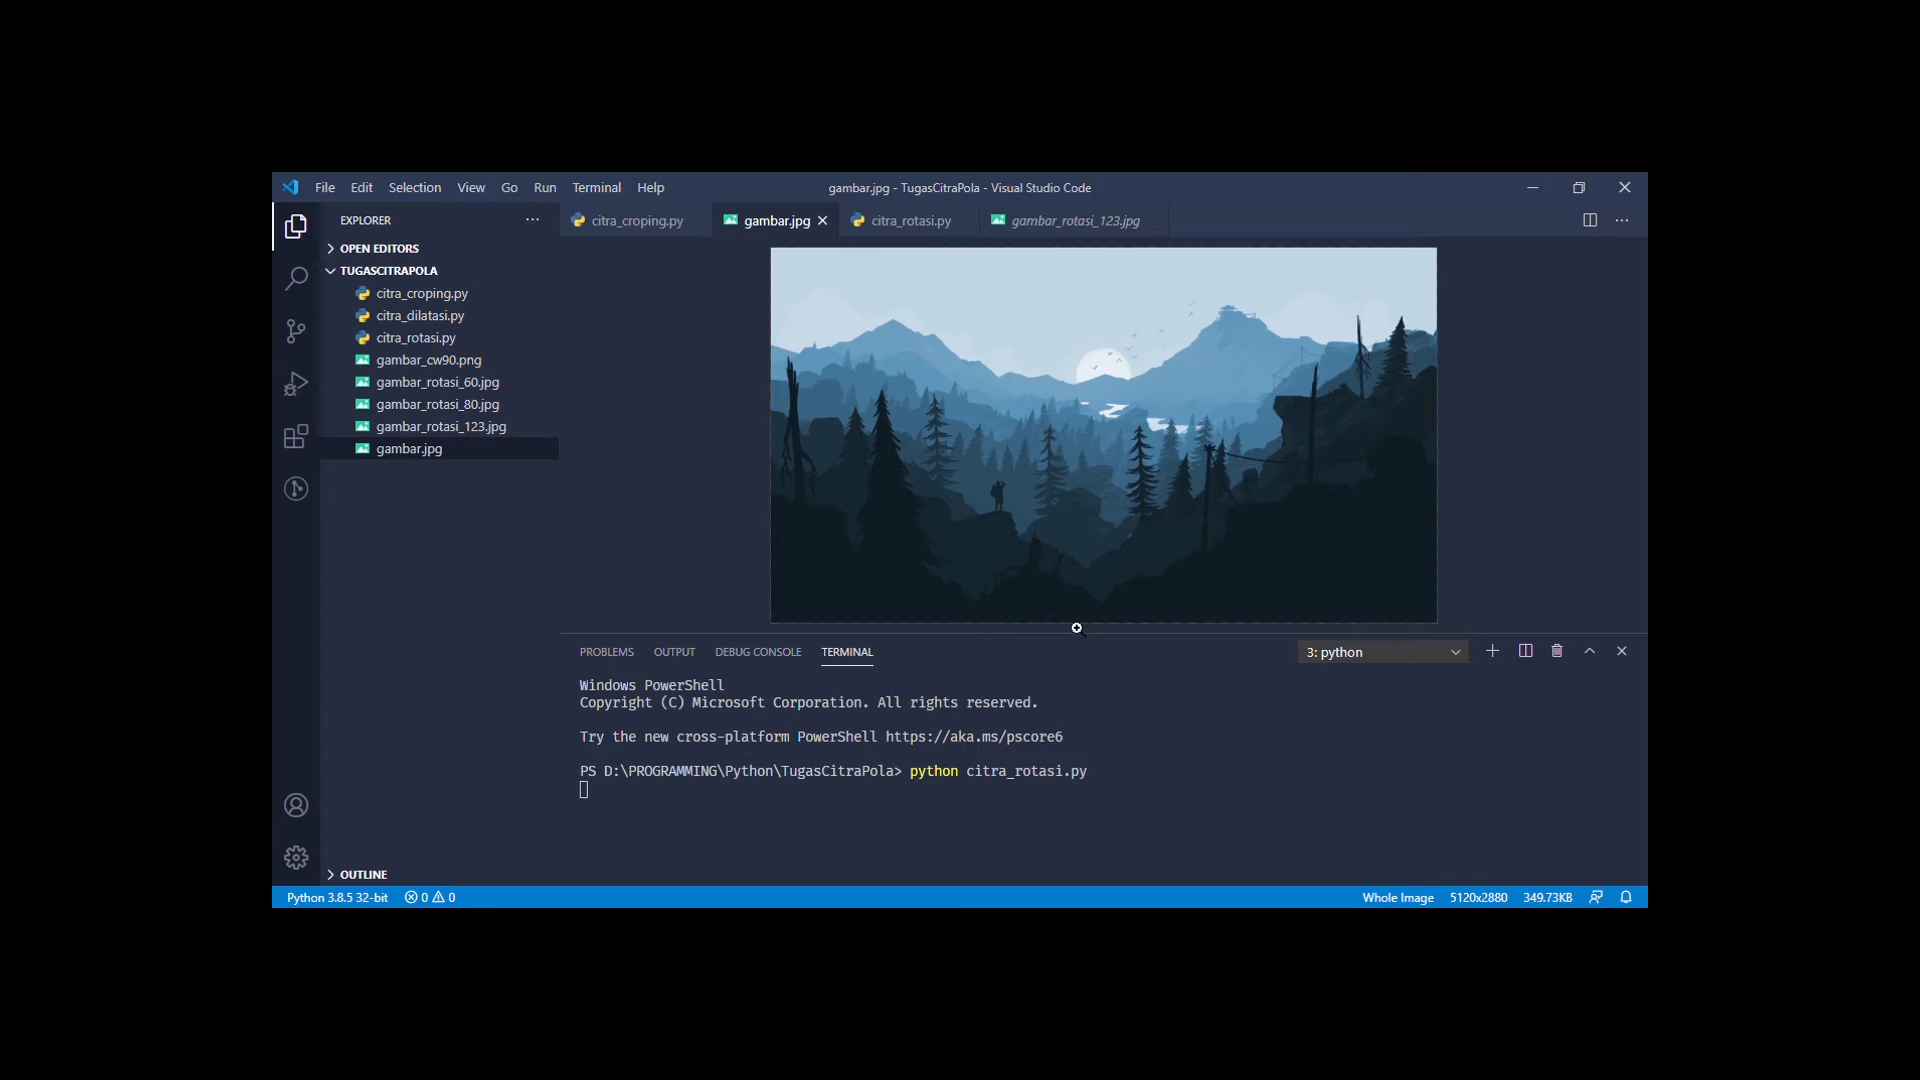 File Edit Selection View Go Run Terminal Help
gambar.jpg - TugasCitraPola - Visual Studio Code
EXPLORER
citra_croping.py
gambar.jpg
citra_rotasi.py
gambar_rotasi_123.jpg
OPEN EDITORS
TUGASCITRAPOLA
citra_croping.py
citra_dilatasi.py
citra_rotasi.py
gambar_cw90.png
gambar_rotasi_60.jpg
gambar_rotasi_80.jpg
gambar_rotasi_123.jpg
gambar.jpg
PROBLEMS OUTPUT DEBUG CONSOLE TERMINAL
3: python
Windows PowerShell
Copyright (C) Microsoft Corporation. All rights reserved.
Try the new cross-platform PowerShell https://aka.ms/pscore6
PS D:\PROGRAMMING\Python\TugasCitraPola> python citra_rotasi.py
OUTLINE
Python 3.8.5 32-bit 0 0
Whole Image 5120x2880 349.73KB